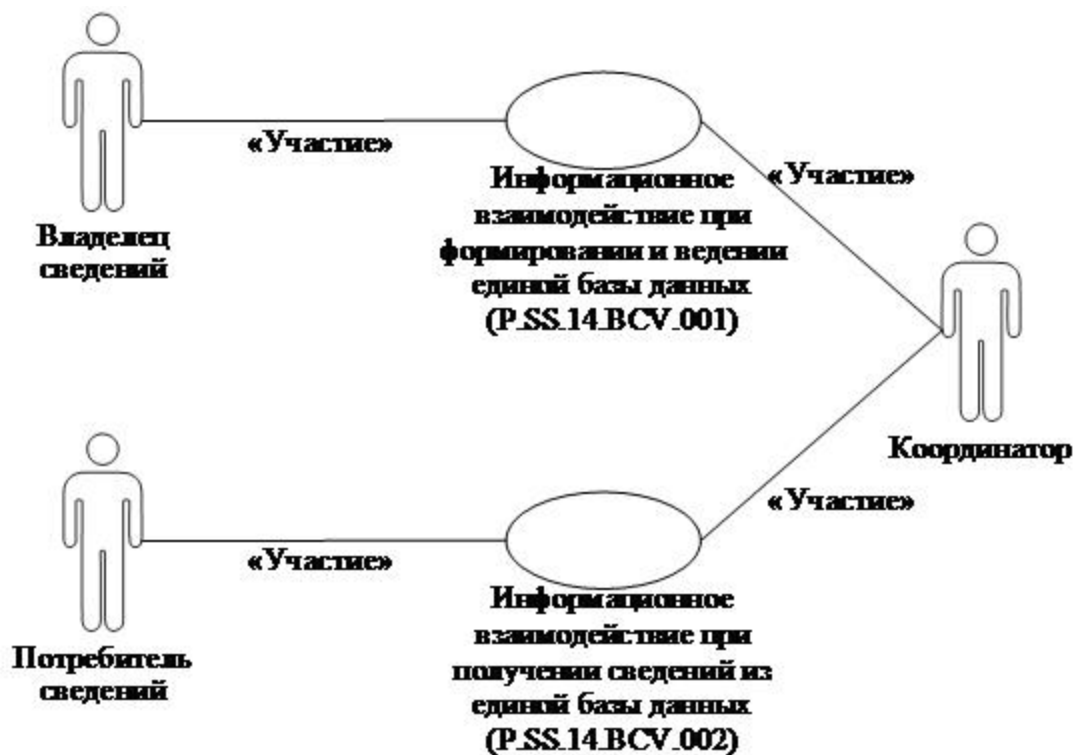 «Участие»
«Участие»
Информационное
взаимодействие при
формировании и ведении
единой базы данных
(P.SS.14.BCV.001)
Владелец
сведений
Координатор
«Участие»
«Участие»
Информационное
взаимодействие при
получении сведений из
единой базы данных
(P.SS.14.BCV.002)
Потребитель
сведений